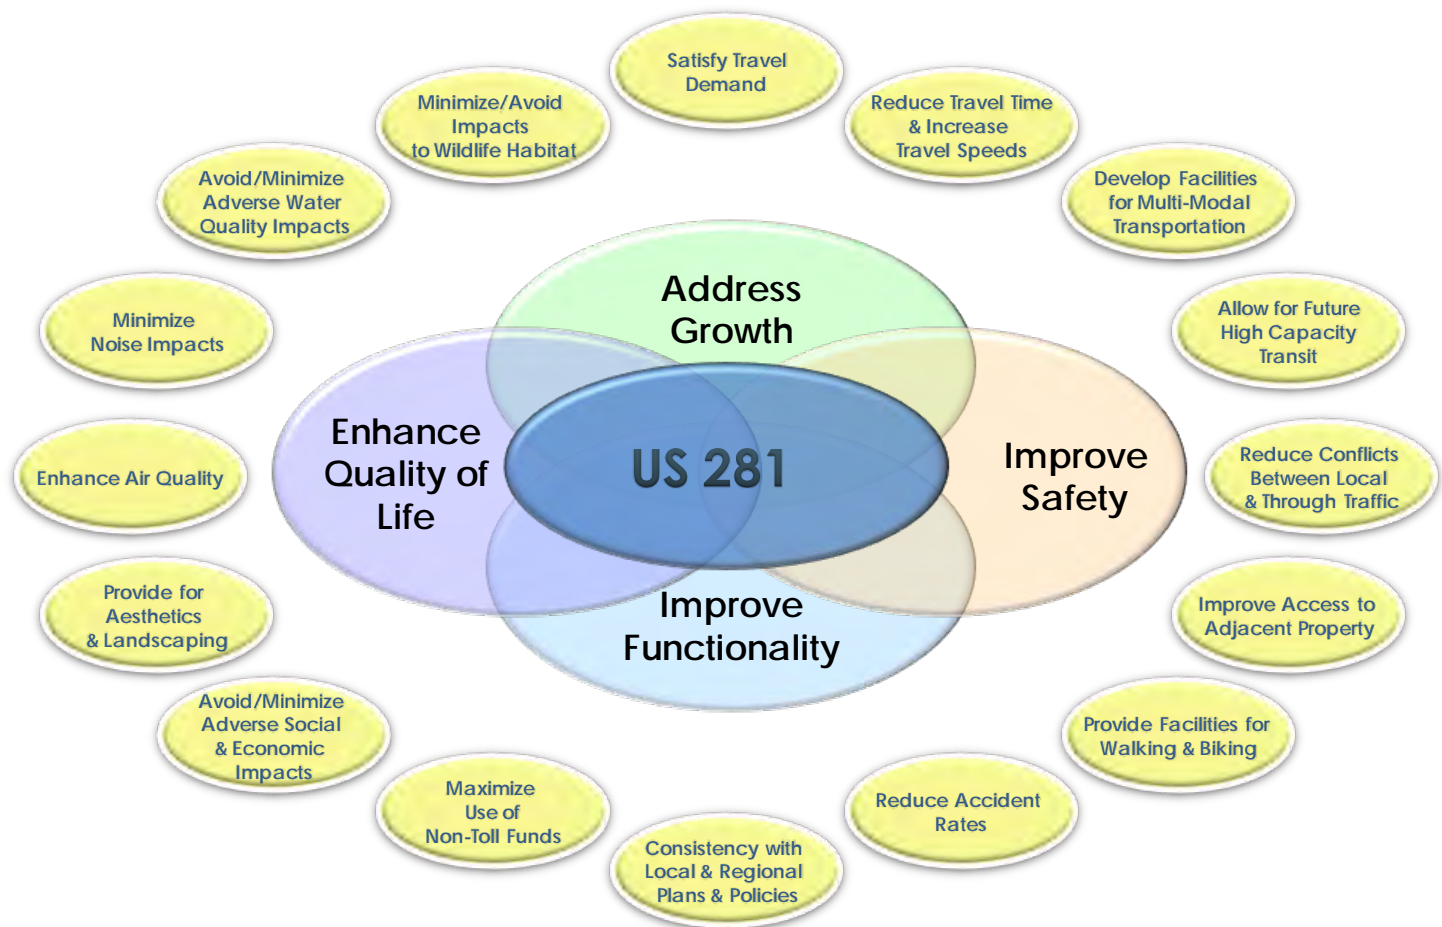 Satisfy Travel
Demand
Reduce Travel Time
& Increase
Travel Speeds
Develop Facilities
for Multi-Modal
Transportation
Allow for Future
High Capacity
Transit
Reduce Conflicts
Between Local
& Through Traffic
Improve Access to
Adjacent Property
Provide Facilities for
Walking & Biking
Reduce Accident
Rates
Consistency with
Local & Regional
Plans & Policies
Maximize
Use of
Non-Toll Funds
Avoid/Minimize
Adverse Social
& Economic
Impacts
Provide for
Aesthetics
& Landscaping
Enhance Air Quality
Minimize
Noise Impacts
Avoid/Minimize
Adverse Water
Quality Impacts
Minimize/Avoid
Impacts
to Wildlife Habitat
Address
Growth
Enhance
Quality of
Life
US 281
Improve
Safety
Improve
Functionality